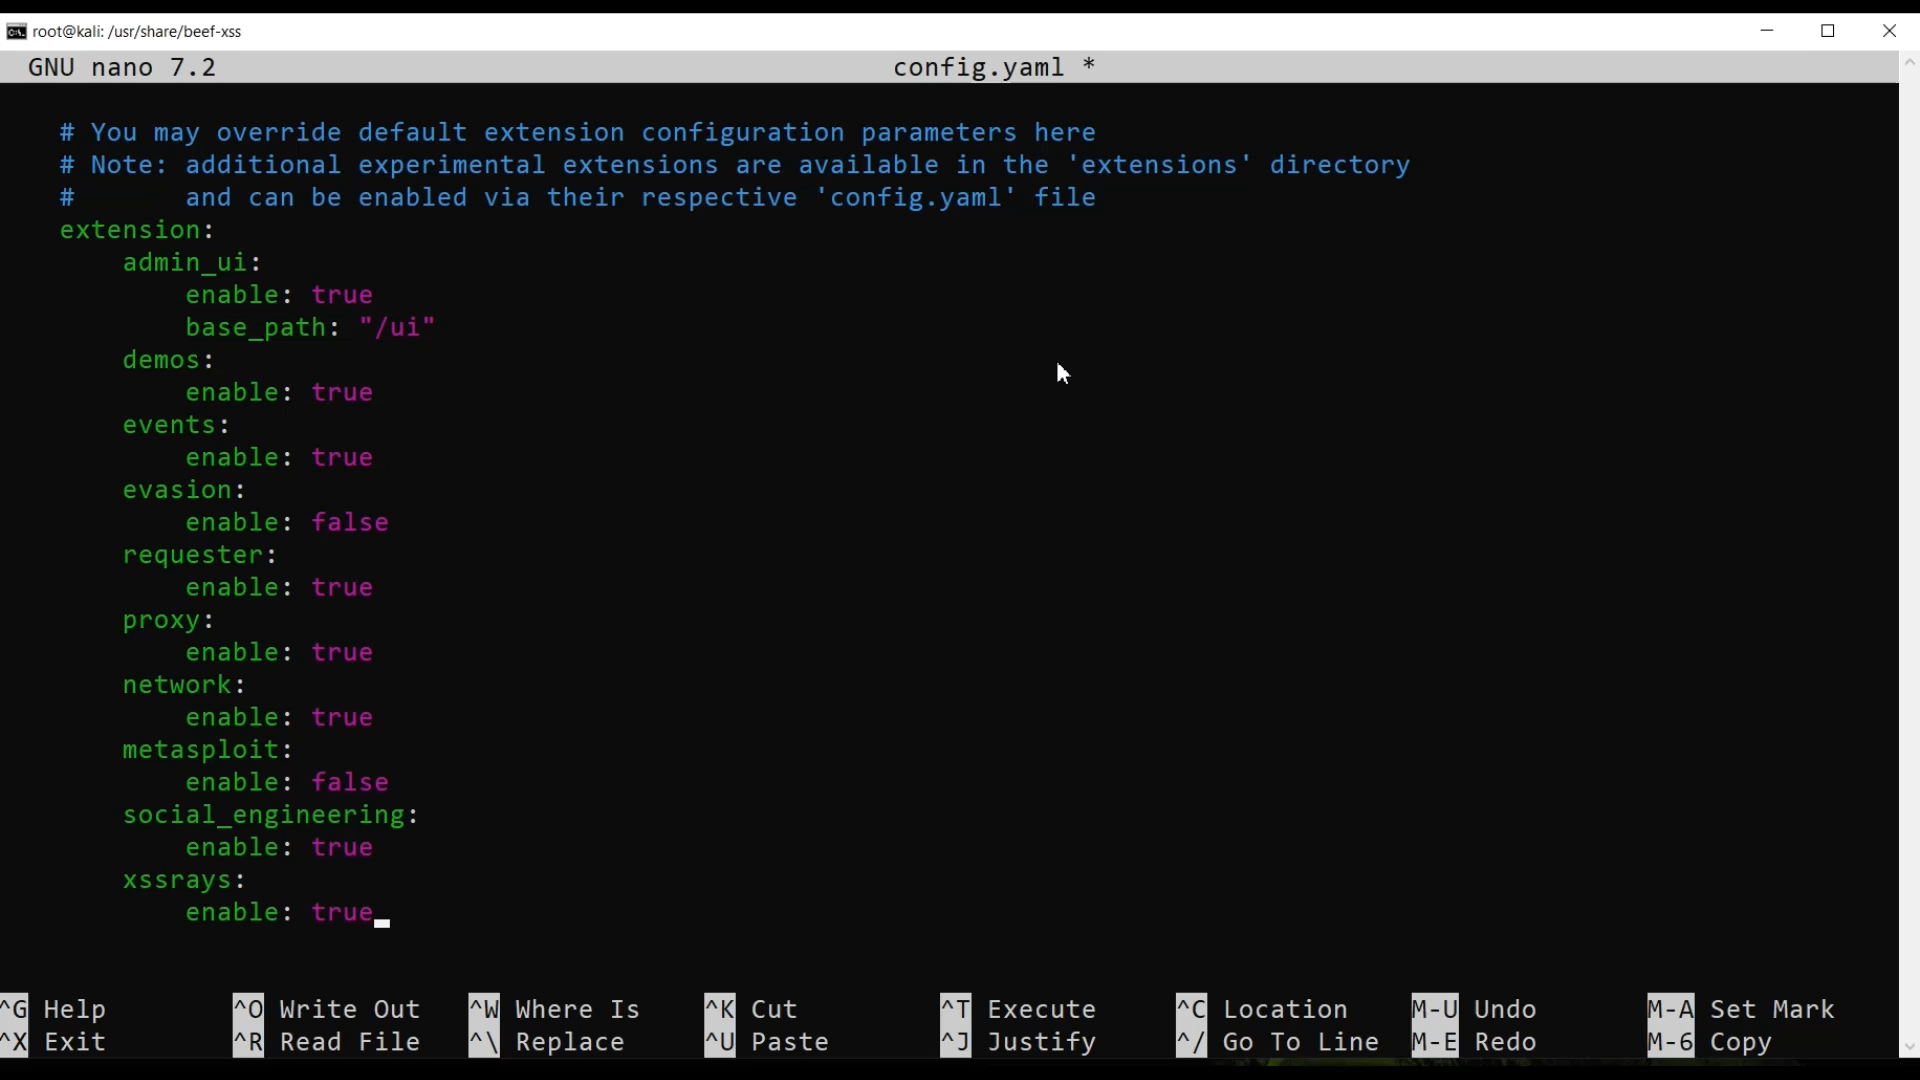 root@kali: /usr/share/beef-xss
GNU nano 7.2 config.yaml *
# You may override default extension configuration parameters here
# Note: additional experimental extensions are available in the 'extensions' directory
#       and can be enabled via their respective 'config.yaml' file
extension:
    admin_ui:
        enable: true
        base_path: "/ui"
    demos:
        enable: true
    events:
        enable: true
    evasion:
        enable: false
    requester:
        enable: true
    proxy:
        enable: true
    network:
        enable: true
    metasploit:
        enable: false
    social_engineering:
        enable: true
    xssrays:
        enable: true
^G Help ^O Write Out ^W Where Is ^K Cut ^T Execute ^C Location M-U Undo M-A Set Mark
^X Exit ^R Read File ^\ Replace ^U Paste ^J Justify ^/ Go To Line M-E Redo M-6 Copy